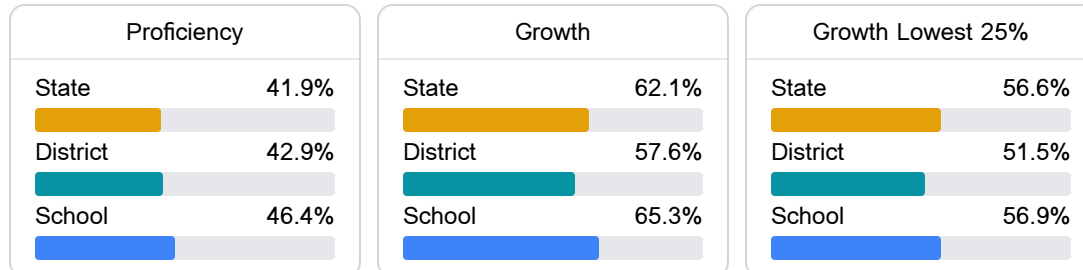 Proficiency
State 41.9%
District 42.9%
School 46.4%
Growth
State 62.1%
District 57.6%
School 65.3%
Growth Lowest 25%
State 56.6%
District 51.5%
School 56.9%